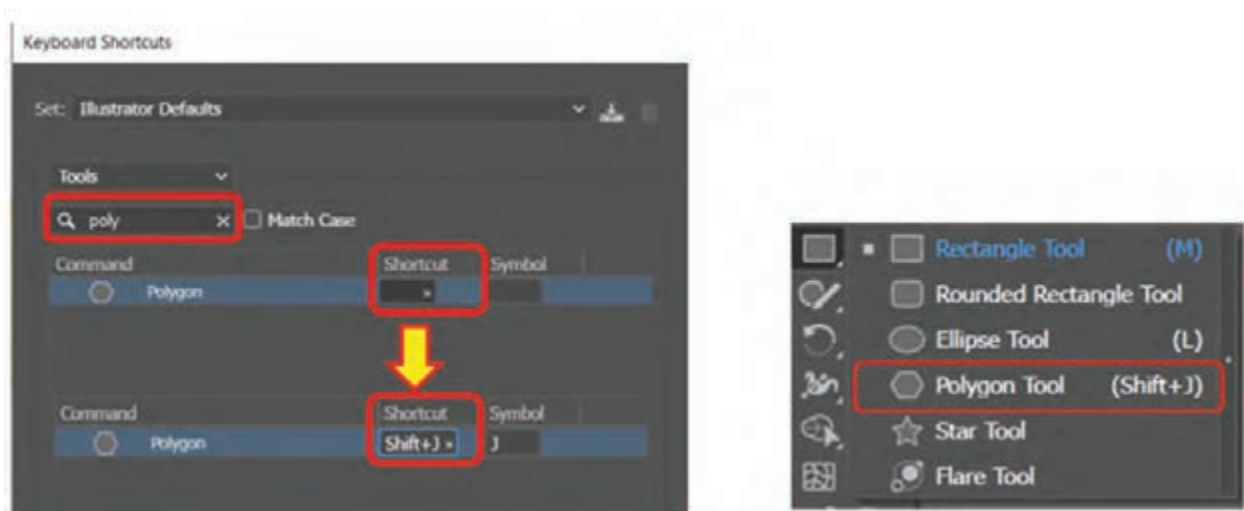 Keyboard Shortcuts
Set: Illustrator Defaults
Tools
poly
Match Case
Command Shortcut Symbol
Polygon
Command Shortcut Symbol
Polygon Shift+J J
Rectangle Tool (M)
Rounded Rectangle Tool
Ellipse Tool (L)
Polygon Tool (Shift+J)
Star Tool
Flare Tool